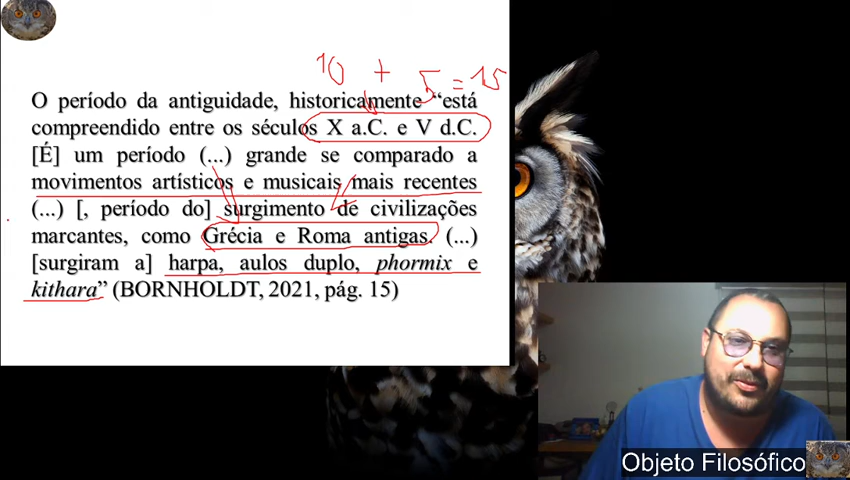 10 + 5 = 15
O período da antiguidade, historicamente “está
compreendido entre os séculos X a.C. e V d.C.
[É] um período (...) grande se comparado a
movimentos artísticos e musicais mais recentes
(...) [, período do] surgimento de civilizações
marcantes, como Grécia e Roma antigas. (...)
[surgiram a] harpa, aulos duplo, phormix e
kithara” (BORNHOLDT, 2021, pág. 15)
Objeto Filosófico